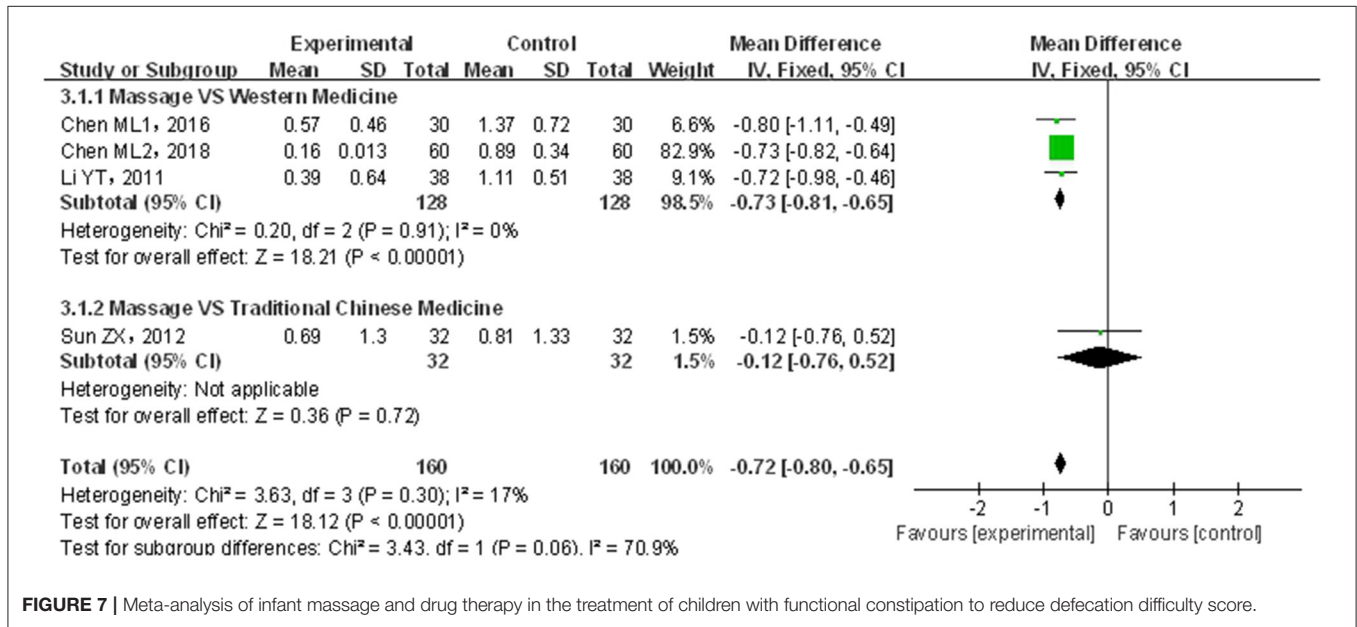 Experimental Control Mean Difference Mean Difference
Study or Subgroup Mean SD Total Mean SD Total Weight IV, Fixed, 95% CI IV, Fixed, 95% CI
3.1.1 Massage VS Western Medicine
Chen ML1, 2016 0.57 0.46 30 1.37 0.72 30 6.6% -0.80 [-1.11, -0.49]
Chen ML2, 2018 0.16 0.013 60 0.89 0.34 60 82.9% -0.73 [-0.82, -0.64]
Li YT, 2011 0.39 0.64 38 1.11 0.51 38 9.1% -0.72 [-0.98, -0.46]
Subtotal (95% CI) 128 128 98.5% -0.73 [-0.81, -0.65]
Heterogeneity: Chi² = 0.20, df = 2 (P = 0.91); I² = 0%
Test for overall effect: Z = 18.21 (P < 0.00001)
3.1.2 Massage VS Traditional Chinese Medicine
Sun ZX, 2012 0.69 1.3 32 0.81 1.33 32 1.5% -0.12 [-0.76, 0.52]
Subtotal (95% CI) 32 32 1.5% -0.12 [-0.76, 0.52]
Heterogeneity: Not applicable
Test for overall effect: Z = 0.36 (P = 0.72)
Total (95% CI) 160 160 100.0% -0.72 [-0.80, -0.65]
Heterogeneity: Chi² = 3.63, df = 3 (P = 0.30); I² = 17%
Test for overall effect: Z = 18.12 (P < 0.00001)
Test for subgroup differences: Chi² = 3.43. df = 1 (P = 0.06). I² = 70.9%
-2 -1 0 1 2
Favours [experimental] Favours [control]
FIGURE 7 | Meta-analysis of infant massage and drug therapy in the treatment of children with functional constipation to reduce defecation difficulty score.